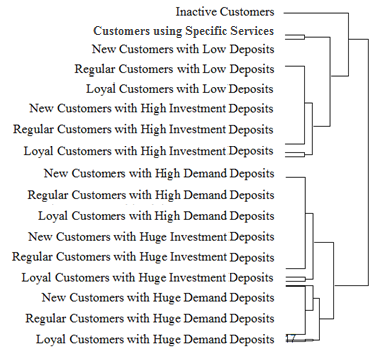 Inactive Customers
Customers using Specific Services
New Customers with Low Deposits
Regular Customers with Low Deposits
Loyal Customers with Low Deposits
New Customers with High Investment Deposits
Regular Customers with High Investment Deposits
Loyal Customers with High Investment Deposits
New Customers with High Demand Deposits
Regular Customers with High Demand Deposits
Loyal Customers with High Demand Deposits
New Customers with Huge Investment Deposits
Regular Customers with Huge Investment Deposits
Loyal Customers with Huge Investment Deposits
New Customers with Huge Demand Deposits
Regular Customers with Huge Demand Deposits
Loyal Customers with Huge Demand Deposits